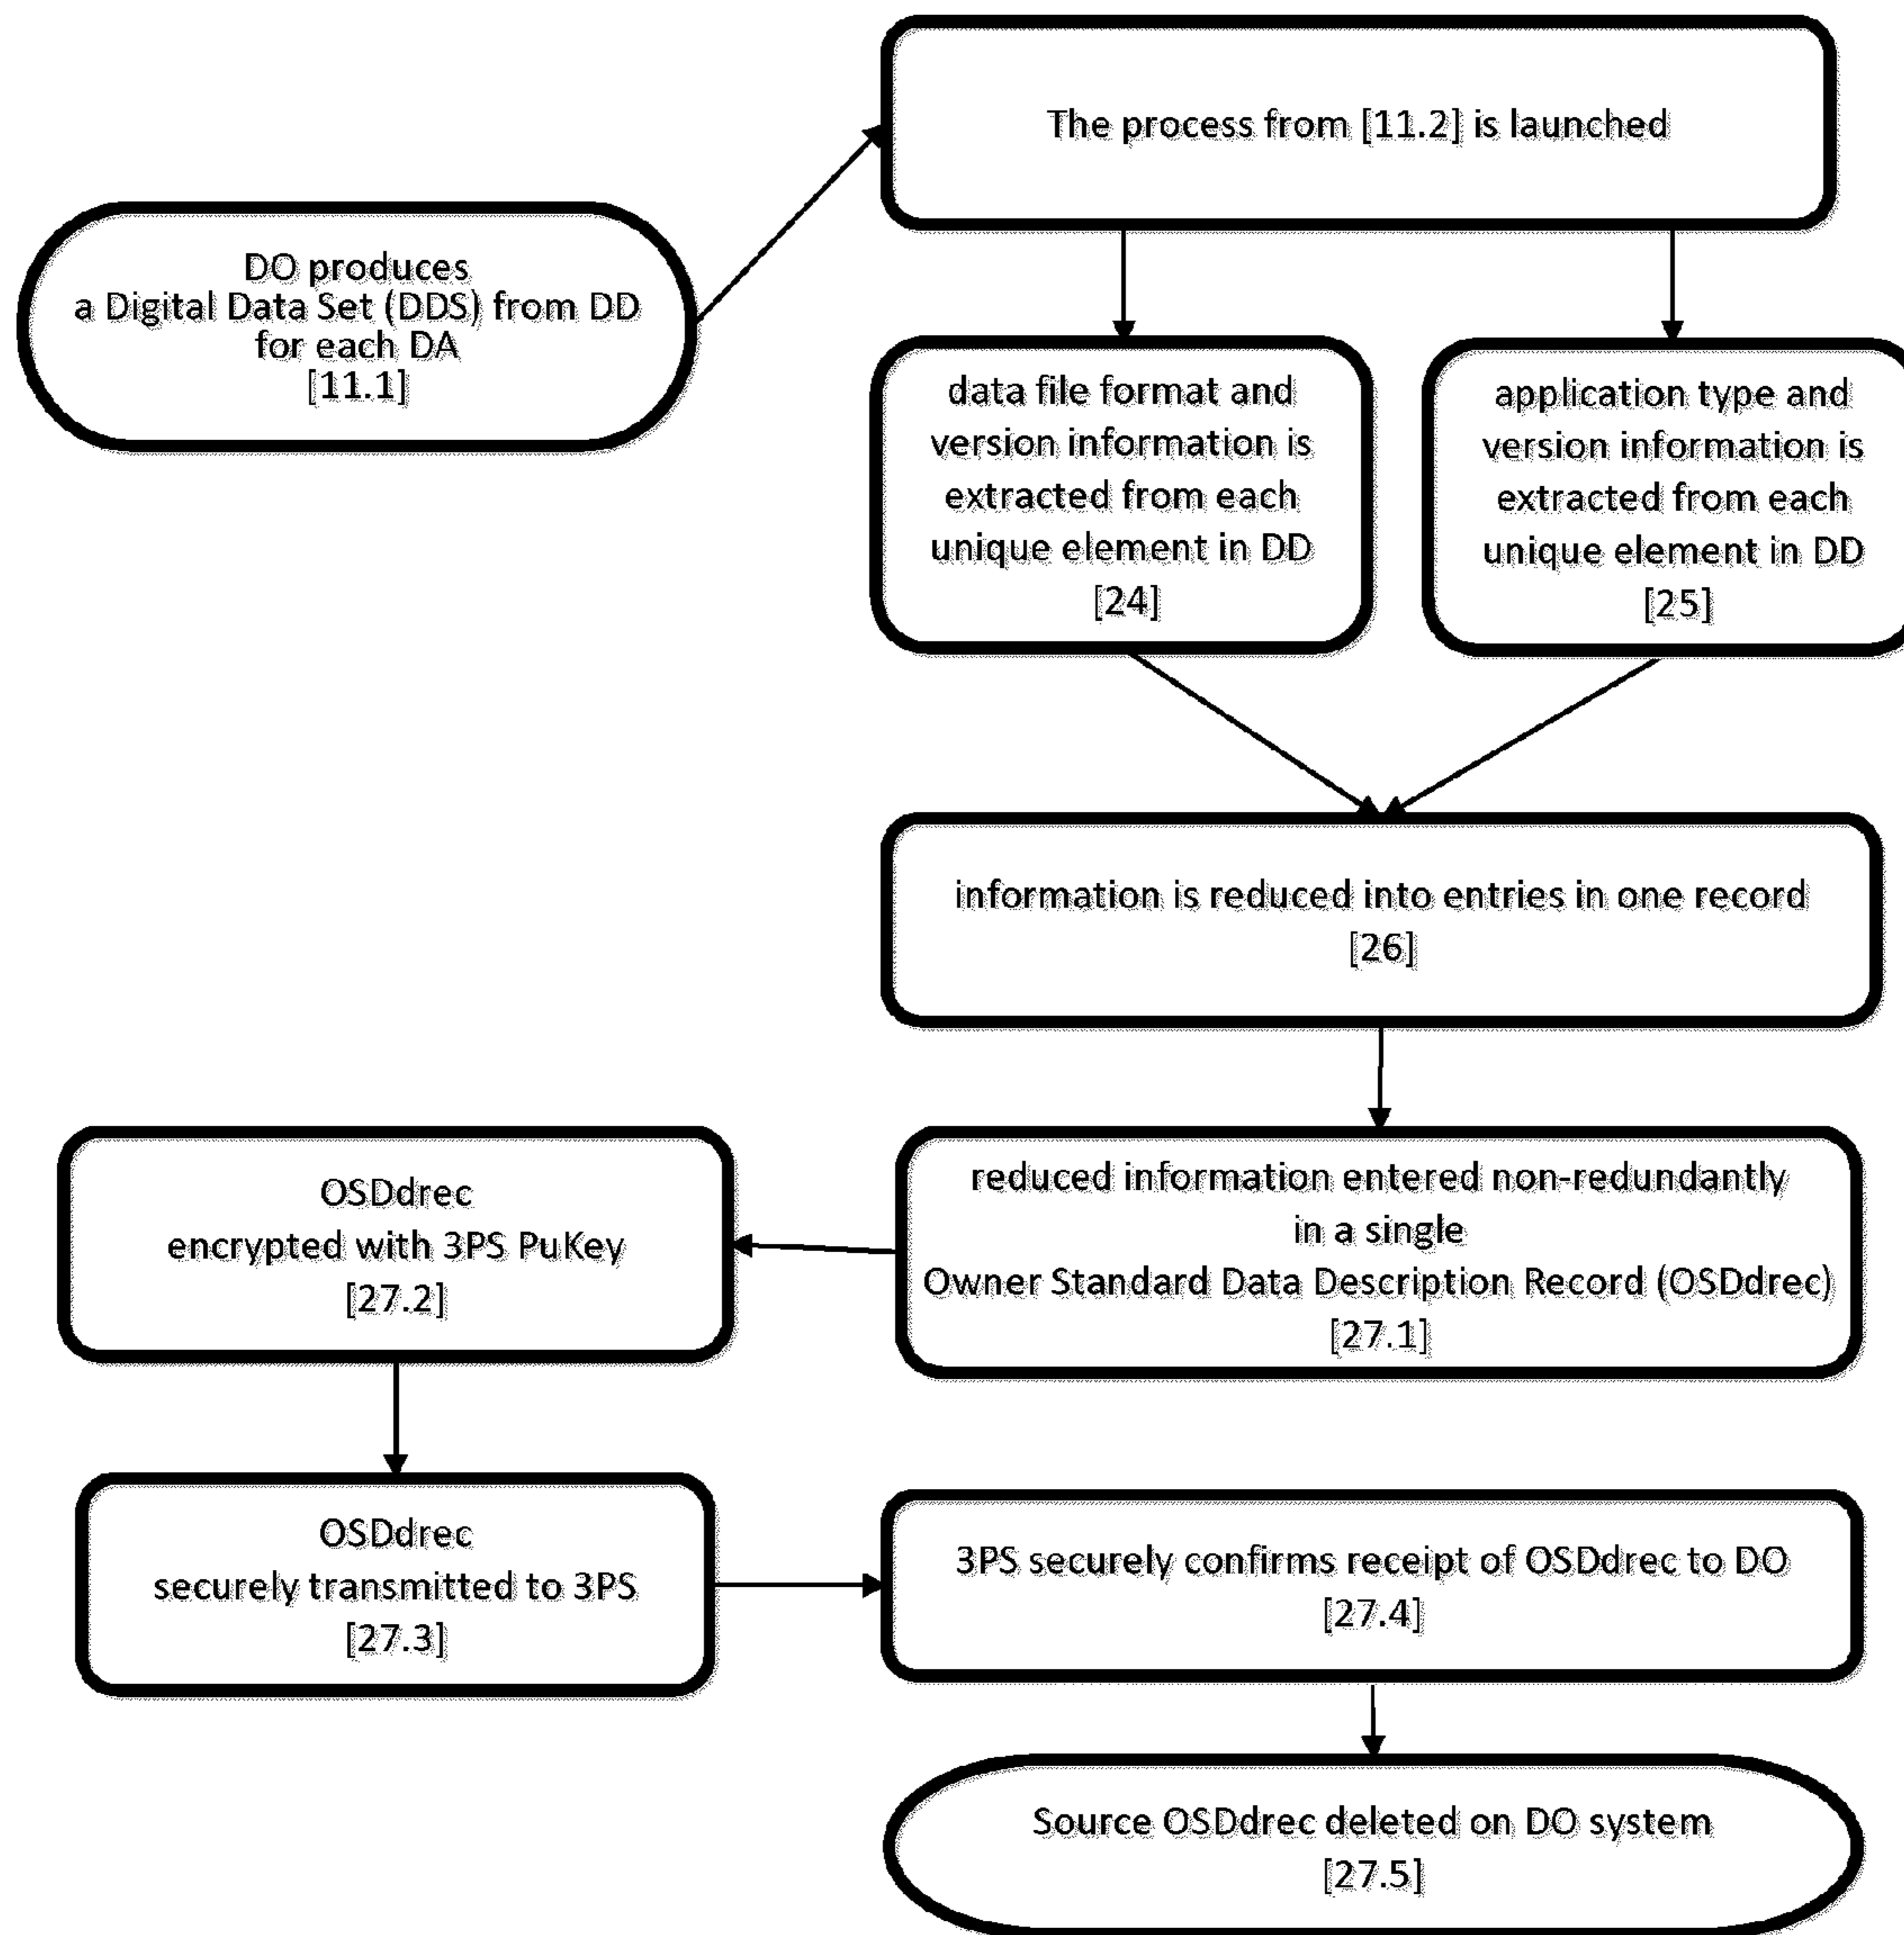 The process from [11.2] is launched
DO produces
a Digital Data Set (DDS) from DD
for each DA
[11.1]
data file format and
version information is
extracted from each
unique element in DD
[24]
application type and
version information is
extracted from each
unique element in DD
[25]
information is reduced into entries in one record
[26]
reduced information entered non-redundantly
in a single
Owner Standard Data Description Record (OSDdrec)
[27.1]
OSDdrec
encrypted with 3PS PuKey
[27.2]
OSDdrec
securely transmitted to 3PS
[27.3]
3PS securely confirms receipt of OSDdrec to DO
[27.4]
Source OSDdrec deleted on DO system
[27.5]